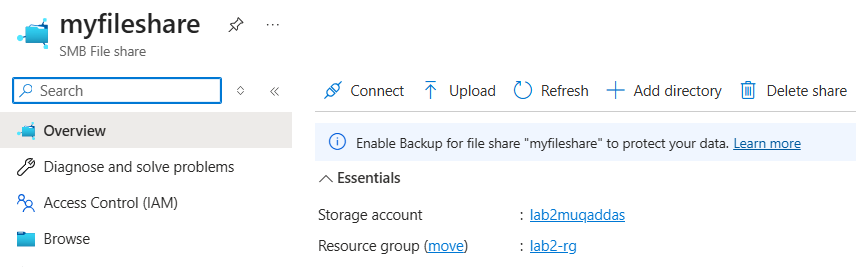 myfileshare
SMB File share
Search
Overview
Diagnose and solve problems
Access Control (IAM)
Browse
Connect Upload Refresh Add directory Delete share
Enable Backup for file share "myfileshare" to protect your data. Learn more
Essentials
Storage account : lab2muqaddas
Resource group (move) : lab2-rg